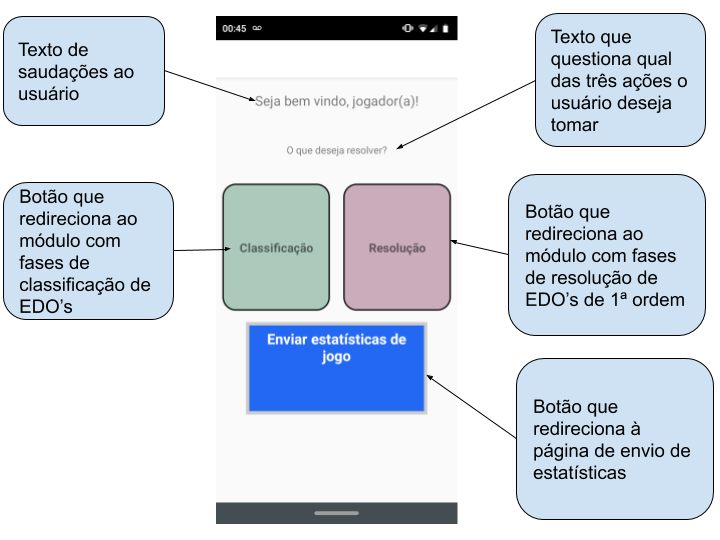 Texto de
saudações ao
usuário
00:45
Texto que
questiona qual
das três ações o
usuário deseja
tomar
Seja bem vindo, jogador(a)!
O que deseja resolver?
Botão que
redireciona ao
módulo com
fases de
classificação de
EDO's
Classificação
Resolução
Botão que
redireciona ao
módulo com fases
de resolução de
EDO's de 1ª ordem
Enviar estatísticas de
jogo
Botão que
redireciona à
página de envio de
estatísticas